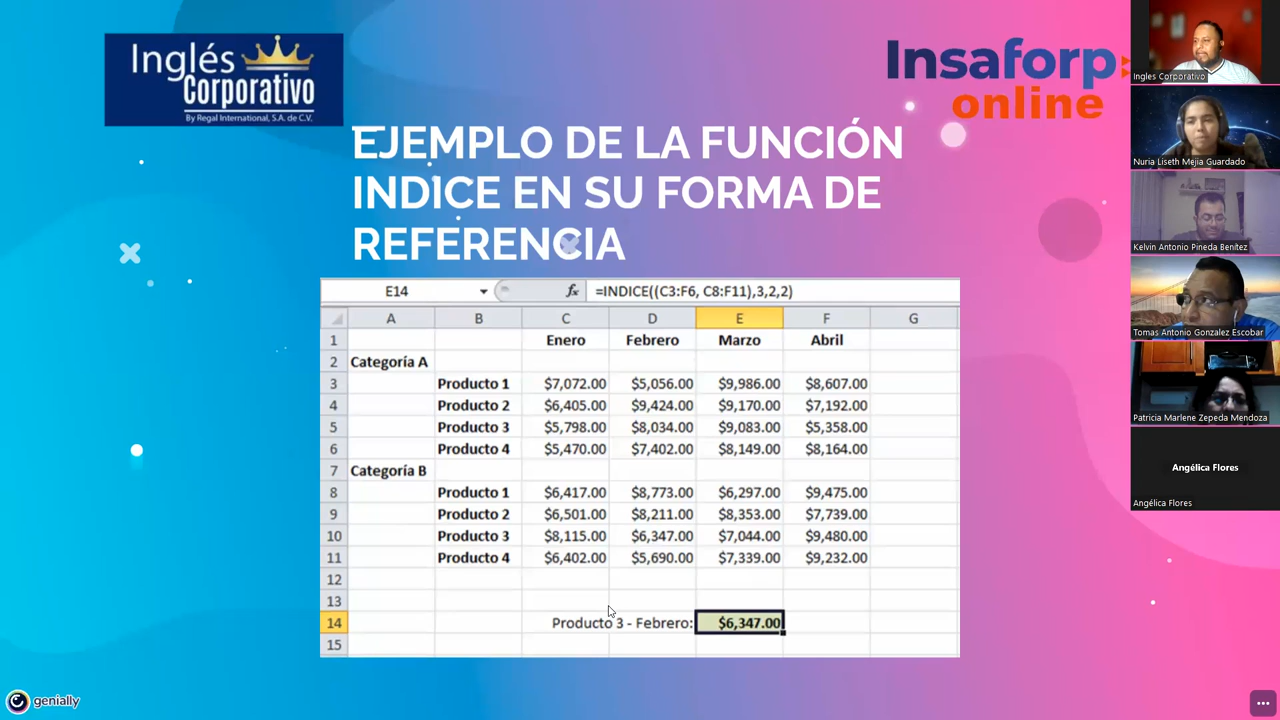 Inglés
Corporativo
By Regal International, S.A. de C.V.
Insaforp
online
EJEMPLO DE LA FUNCIÓN
INDICE EN SU FORMA DE
REFERENCIA
E14 fx =INDICE((C3:F6, C8:F11),3,2,2)
A B C D E F G
1 Enero Febrero Marzo Abril
2 Categoría A
3 Producto 1 $7,072.00 $5,056.00 $9,986.00 $8,607.00
4 Producto 2 $6,405.00 $9,424.00 $9,170.00 $7,192.00
5 Producto 3 $5,798.00 $8,034.00 $9,083.00 $5,358.00
6 Producto 4 $5,470.00 $7,402.00 $8,149.00 $8,164.00
7 Categoría B
8 Producto 1 $6,417.00 $8,773.00 $6,297.00 $9,475.00
9 Producto 2 $6,501.00 $8,211.00 $8,353.00 $7,739.00
10 Producto 3 $8,115.00 $6,347.00 $7,044.00 $9,480.00
11 Producto 4 $6,402.00 $5,690.00 $7,339.00 $9,232.00
12
13
14 Producto 3 - Febrero: $6,347.00
15
genially
Ingles Corporativo
Nuria Liseth Mejia Guardado
Kelvin Antonio Pineda Benitez
Tomas Antonio Gonzalez Escobar
Patricia Marlene Zepeda Mendoza
Angélica Flores
Angélica Flores